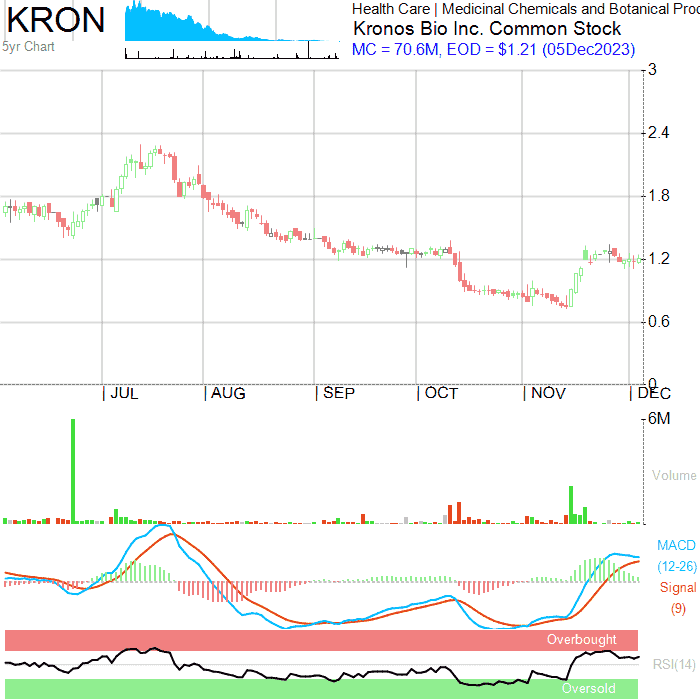 KRON
5yr Chart
Health Care | Medicinal Chemicals and Botanical Proc
Kronos Bio Inc. Common Stock
MC = 70.6M, EOD = $1.21 (05Dec2023)
3
2.4
1.8
1.2
0.6
0
| JUL | AUG | SEP | OCT | NOV | DEC
6M
Volume
MACD
(12-26)
Signal
(9)
Overbought
RSI(14)
Oversold